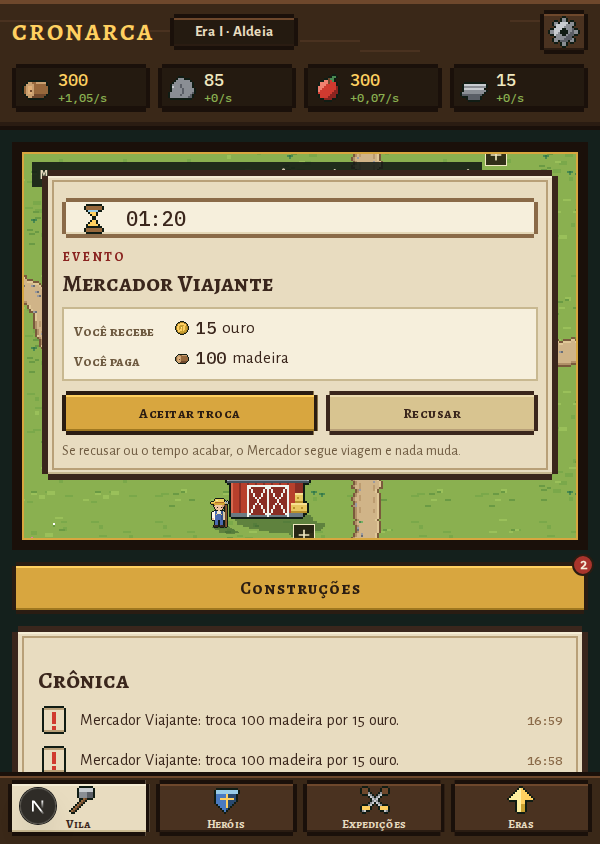 CRONARCA
Era I · Aldeia
300
+1,05/s
85
+0/s
300
+0,07/s
15
+0/s
01:20
EVENTO
Mercador Viajante
Você recebe 15 ouro
Você paga 100 madeira
Aceitar troca
Recusar
Se recusar ou o tempo acabar, o Mercador segue viagem e nada muda.
Construções
2
Crônica
Mercador Viajante: troca 100 madeira por 15 ouro. 16:59
Mercador Viajante: troca 100 madeira por 15 ouro. 16:58
N
Vila
Heróis
Expedições
Eras